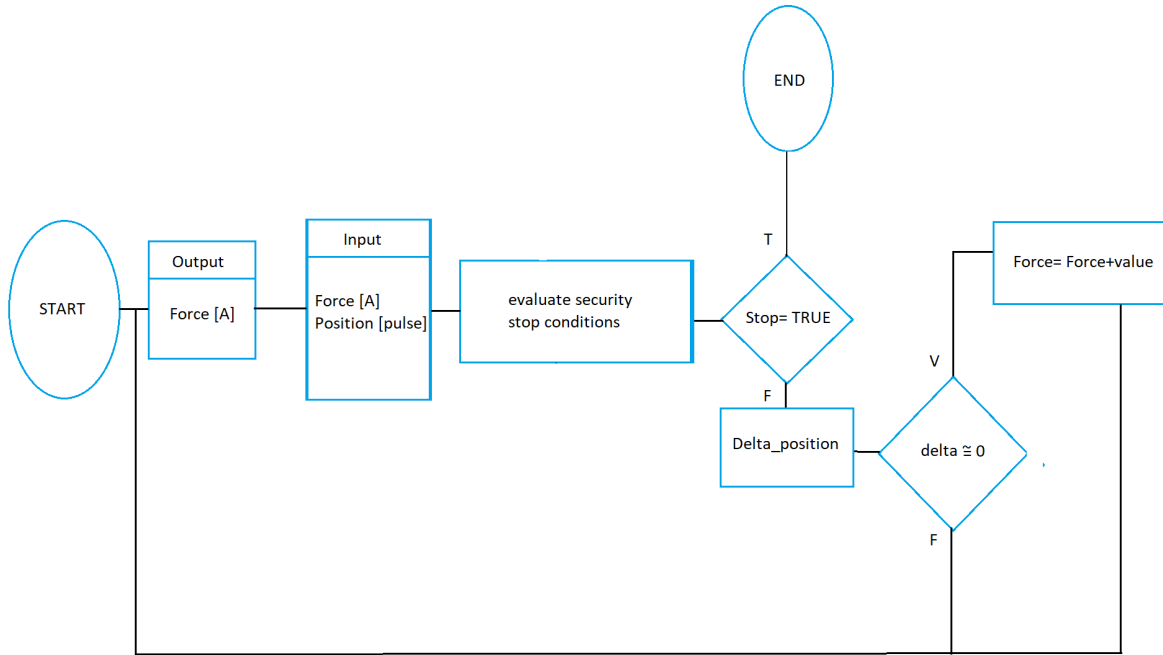 START
Output
Force [A]
Input
Force [A]
Position [pulse]
evaluate security
stop conditions
END
T
Stop= TRUE
F
Delta_position
V
delta ≅ 0
F
Force= Force+value